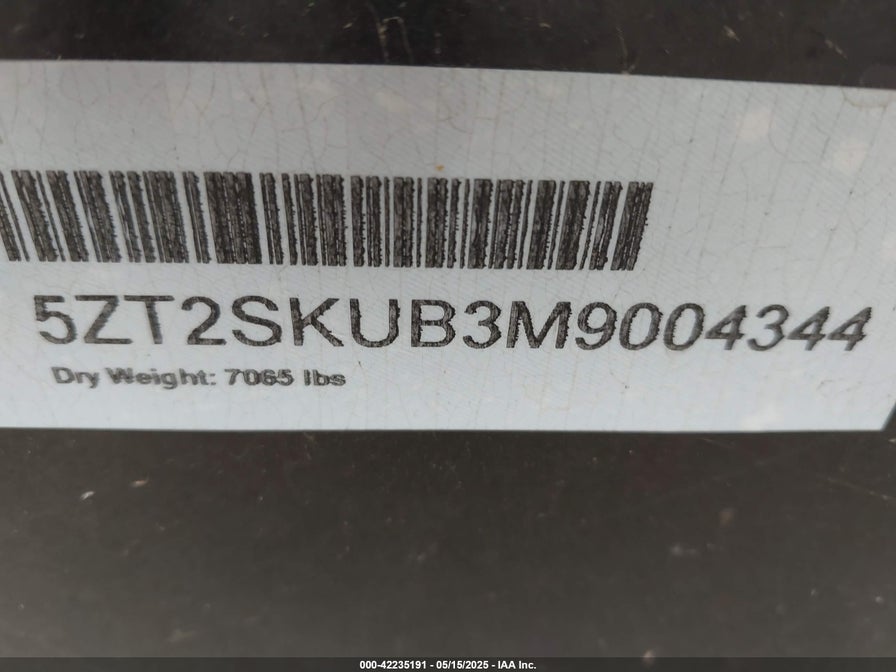 5ZT2SKUB3M9004344
Dry Weight: 7065 lbs
000-42235191 - 05/15/2025 - IAA Inc.